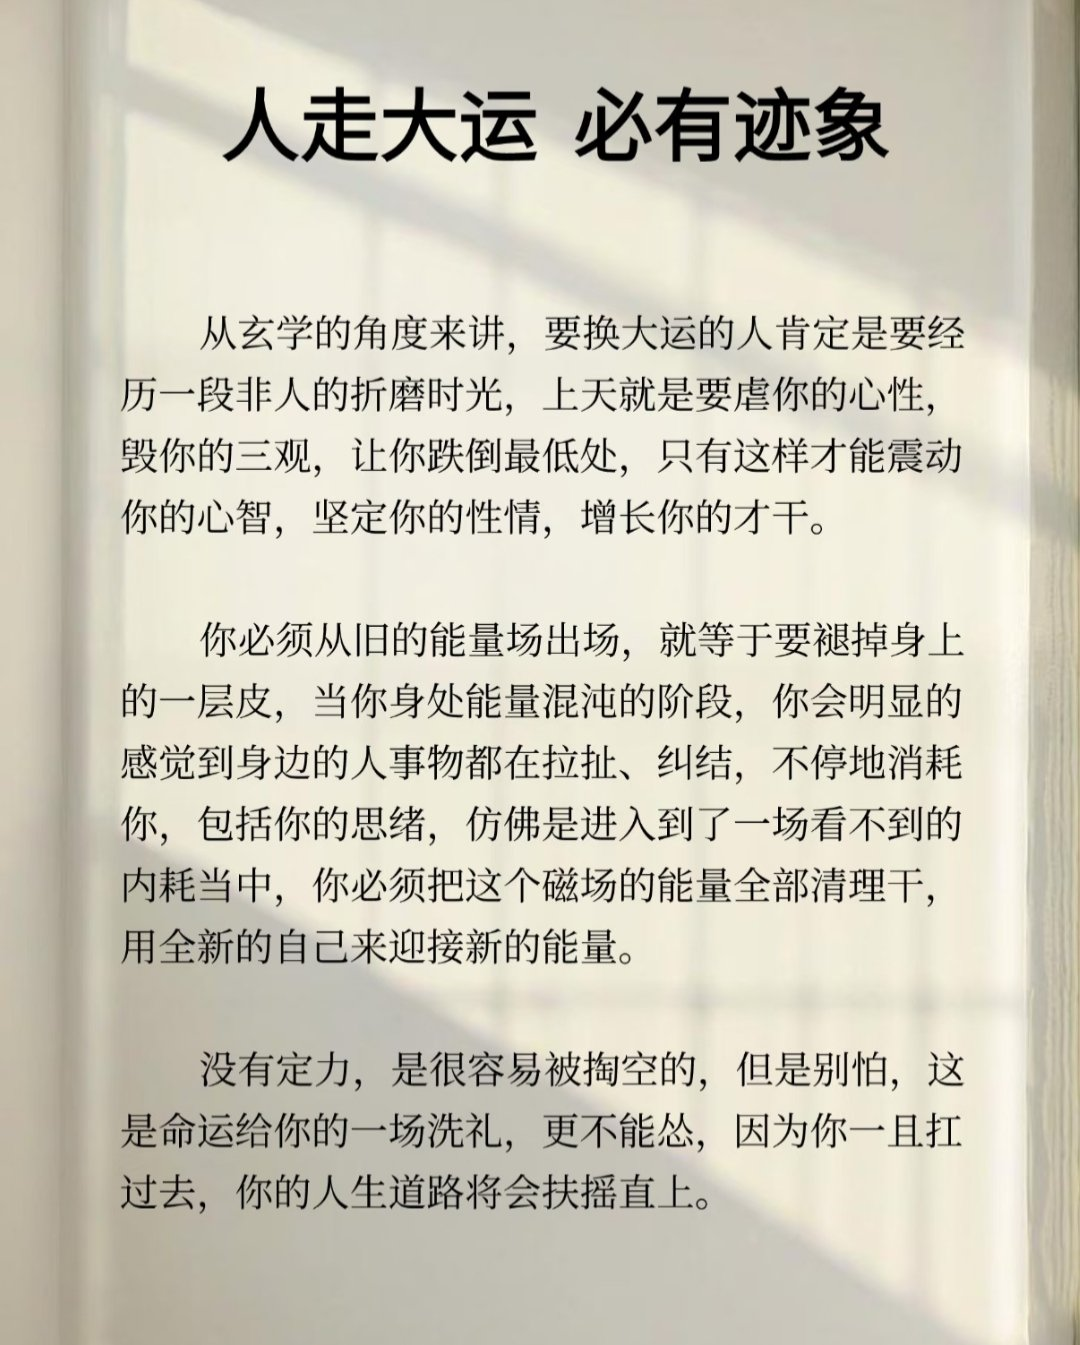 人走大运 必有迹象
从玄学的角度来讲，要换大运的人肯定是要经
历一段非人的折磨时光，上天就是要虐你的心性，
毁你的三观，让你跌倒最低处，只有这样才能震动
你的心智，坚定你的性情，增长你的才干。
你必须从旧的能量场出场，就等于要褪掉身上
的一层皮，当你身处能量混沌的阶段，你会明显的
感觉到身边的人事物都在拉扯、纠结，不停地消耗
你，包括你的思绪，仿佛是进入到了一场看不到的
内耗当中，你必须把这个磁场的能量全部清理干，
用全新的自己来迎接新的能量。
没有定力，是很容易被掏空的，但是别怕，这
是命运给你的一场洗礼，更不能怂，因为你一且扛
过去，你的人生道路将会扶摇直上。